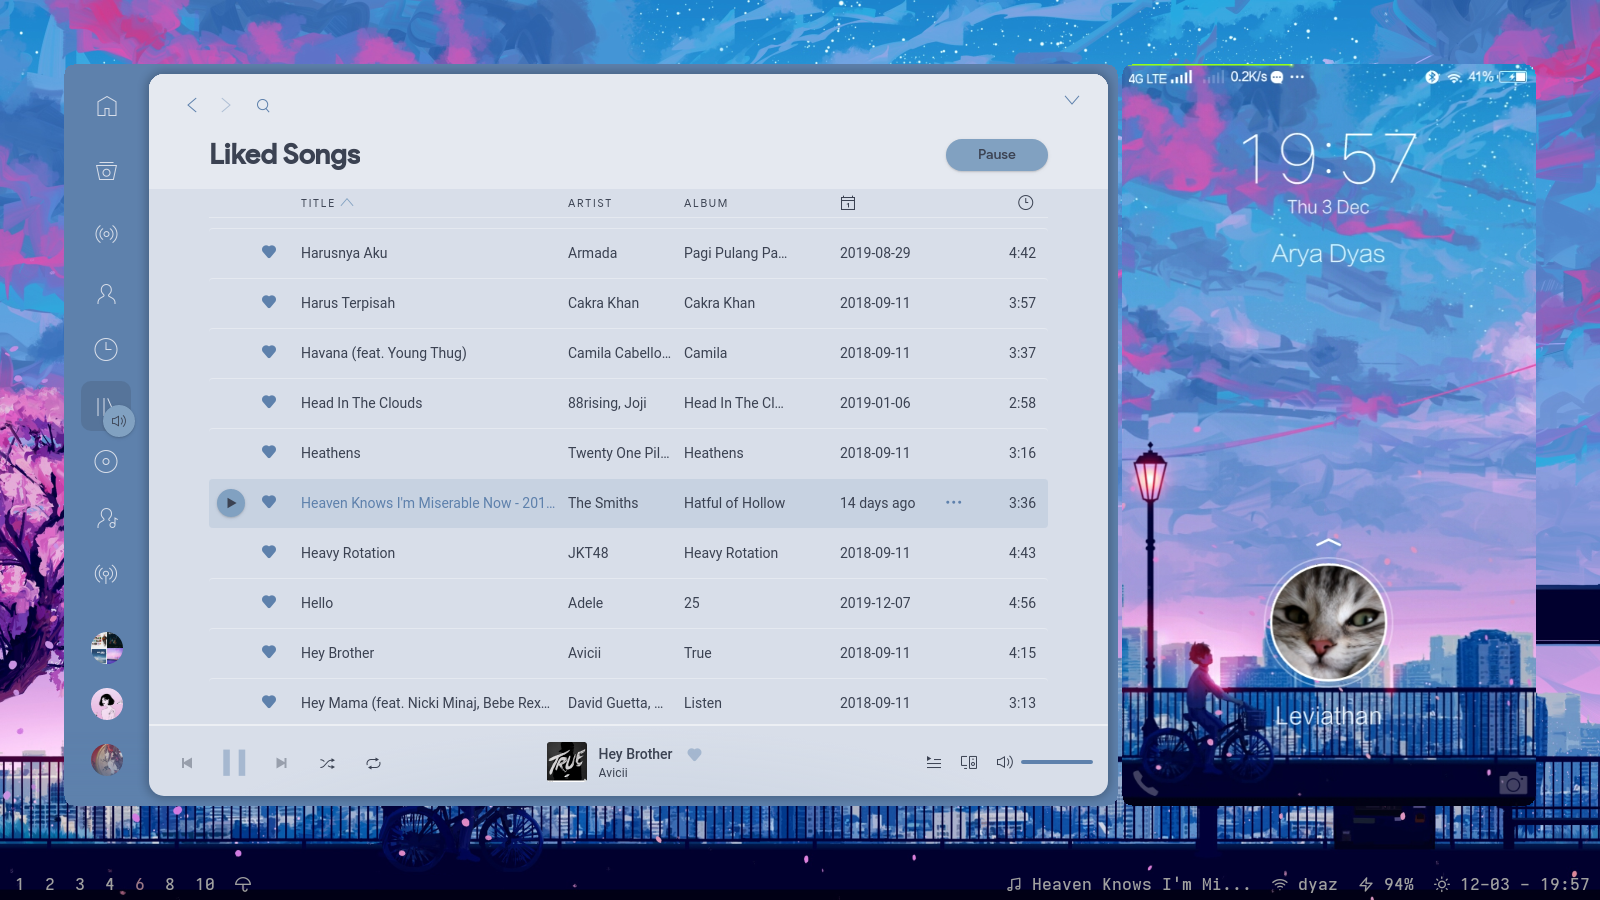 Liked Songs
Pause
TITLE ARTIST ALBUM
Harusnya Aku Armada Pagi Pulang Pa... 2019-08-29 4:42
Harus Terpisah Cakra Khan Cakra Khan 2018-09-11 3:57
Havana (feat. Young Thug) Camila Cabello... Camila 2018-09-11 3:37
Head In The Clouds 88rising, Joji Head In The Cl... 2019-01-06 2:58
Heathens Twenty One Pil... Heathens 2018-09-11 3:16
Heaven Knows I'm Miserable Now - 201... The Smiths Hatful of Hollow 14 days ago 3:36
Heavy Rotation JKT48 Heavy Rotation 2018-09-11 4:43
Hello Adele 25 2019-12-07 4:56
Hey Brother Avicii True 2018-09-11 4:15
Hey Mama (feat. Nicki Minaj, Bebe Rex... David Guetta, ... Listen 2018-09-11 3:13
TRUE
Hey Brother
Avicii
4G LTE 0.2K/s 41%
19:57
Thu 3 Dec
Arya Dyas
Leviathan
1 2 3 4 6 8 10
Heaven Knows I'm Mi... dyaz 94% 12-03 - 19:57